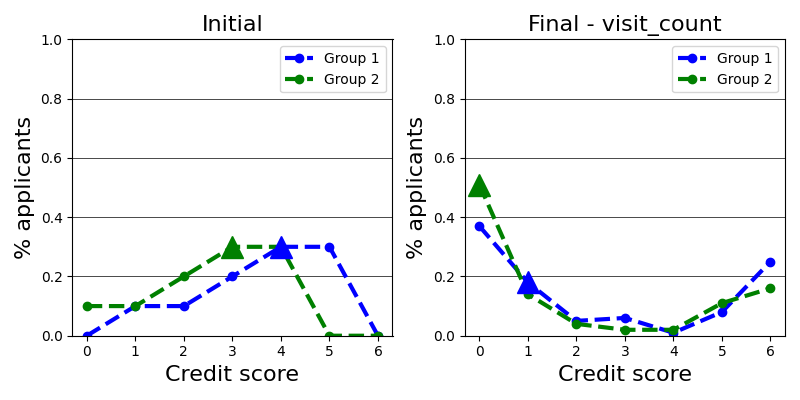 Initial
1.0
0.8
0.6
0.4
0.2
0.0
% applicants
0 1 2 3 4 5 6
Credit score
Group 1
Group 2
Final - visit_count
1.0
0.8
0.6
0.4
0.2
0.0
% applicants
0 1 2 3 4 5 6
Credit score
Group 1
Group 2